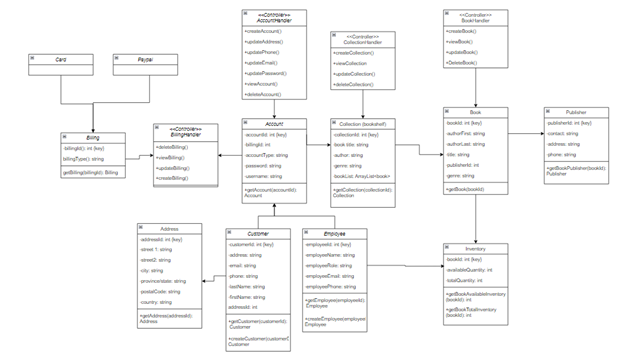 <<Controller>>
AccountHandler
+createAccount()
+updateAddress()
+updatePhone()
+updateEmail()
+updatePassword()
+viewAccount()
+deleteAccount()
<<Controller>>
CollectionHandler
+createCollection()
+viewCollection
+updateCollection()
+deleteCollection()
<<Controller>>
BookHandler
+createBook()
+viewBook()
+updateBook()
+DeleteBook()
Card
Paypal
Billing
-billingId(): int {key}
billingType(): string
getBilling(billingId): Billing
<<Controller>>
BillingHandler
+deleteBilling()
+viewBilling()
+updateBilling()
+createBilling()
Account
-accountId: int {key}
-billingId: int
-accountType: string
-password: string
-username: string
+getAccount(accountId):
Account
Collection (bookshelf)
-collectionId: int {key}
-book title: string
-author: string
-genre: string
-bookList: ArrayList<book>
+getCollection(collectionId):
Collection
Book
-bookId: int {key}
-authorFirst: string
-authorLast: string
-title: string
-publisherId: int
-genre: string
+getBook(bookId)
Publisher
-publisherId: int {key}
-contact: string
-address: string
-phone: string
+getBookPublisher(bookId):
Publisher
Address
-addressId: int {key}
-street 1: string
-street2: string
-city: string
-province/state: string
-postalCode: string
-country: string
+getAddress(addressId):
Address
Customer
-customerId: int {key}
-address: string
-email: string
-phone: string
-lastName: string
-firstName: string
addressId: int
+getCustomer(customerId):
Customer
+createCustomer(customerI
Customer
Employee
-employeeId: int {key}
-employeeName: string
-employeeRole: string
-employeeEmail: string
-employeePhone: string
+getEmployee(employeeId):
Employee
+createEmployee(employee
Employee
Inventory
-bookId: int {key}
-availableQuantity: int
-totalQuantity: int
+getBookAvailableInventory
(bookId): int
+getBookTotalInventory
(bookId): int